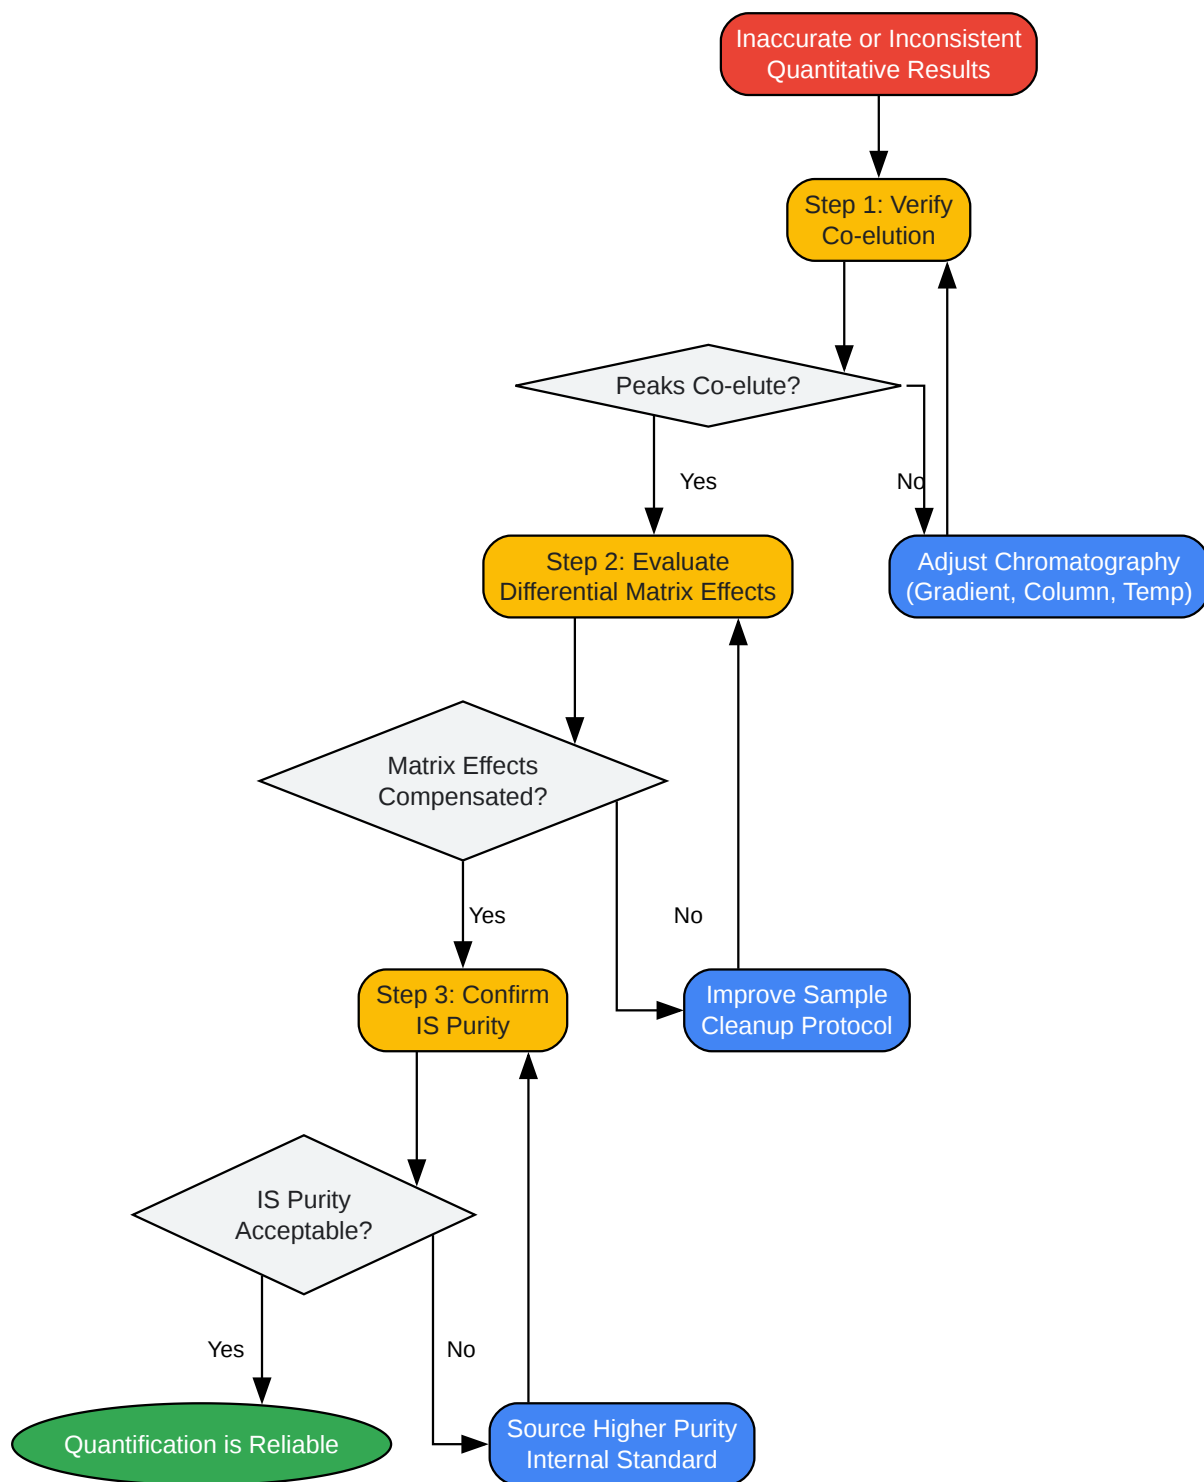 Inaccurate or Inconsistent
Quantitative Results
Step 1: Verify
Co-elution
Peaks Co-elute?
Yes
No
Step 2: Evaluate
Differential Matrix Effects
Adjust Chromatography
(Gradient, Column, Temp)
Matrix Effects
Compensated?
Yes
No
Step 3: Confirm
IS Purity
Improve Sample
Cleanup Protocol
IS Purity
Acceptable?
Yes
No
Quantification is Reliable
Source Higher Purity
Internal Standard